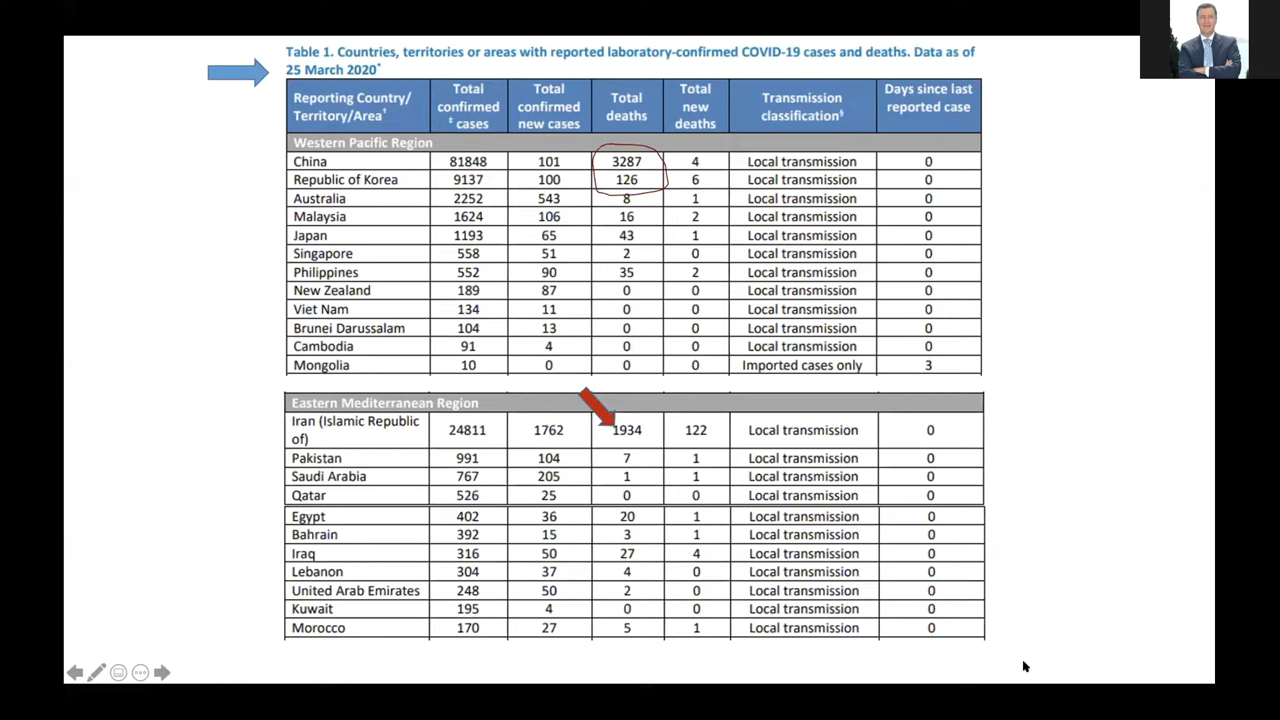 Table 1. Countries, territories or areas with reported laboratory-confirmed COVID-19 cases and deaths. Data as of
25 March 2020*
Reporting Country/ Territory/Area† Total confirmed ‡ cases Total confirmed new cases Total deaths Total new deaths Transmission classification§ Days since last reported case
Western Pacific Region
China 81848 101 3287 4 Local transmission 0
Republic of Korea 9137 100 126 6 Local transmission 0
Australia 2252 543 8 1 Local transmission 0
Malaysia 1624 106 16 2 Local transmission 0
Japan 1193 65 43 1 Local transmission 0
Singapore 558 51 2 0 Local transmission 0
Philippines 552 90 35 2 Local transmission 0
New Zealand 189 87 0 0 Local transmission 0
Viet Nam 134 11 0 0 Local transmission 0
Brunei Darussalam 104 13 0 0 Local transmission 0
Cambodia 91 4 0 0 Local transmission 0
Mongolia 10 0 0 0 Imported cases only 3
Eastern Mediterranean Region
Iran (Islamic Republic of) 24811 1762 1934 122 Local transmission 0
Pakistan 991 104 7 1 Local transmission 0
Saudi Arabia 767 205 1 1 Local transmission 0
Qatar 526 25 0 0 Local transmission 0
Egypt 402 36 20 1 Local transmission 0
Bahrain 392 15 3 1 Local transmission 0
Iraq 316 50 27 4 Local transmission 0
Lebanon 304 37 4 0 Local transmission 0
United Arab Emirates 248 50 2 0 Local transmission 0
Kuwait 195 4 0 0 Local transmission 0
Morocco 170 27 5 1 Local transmission 0